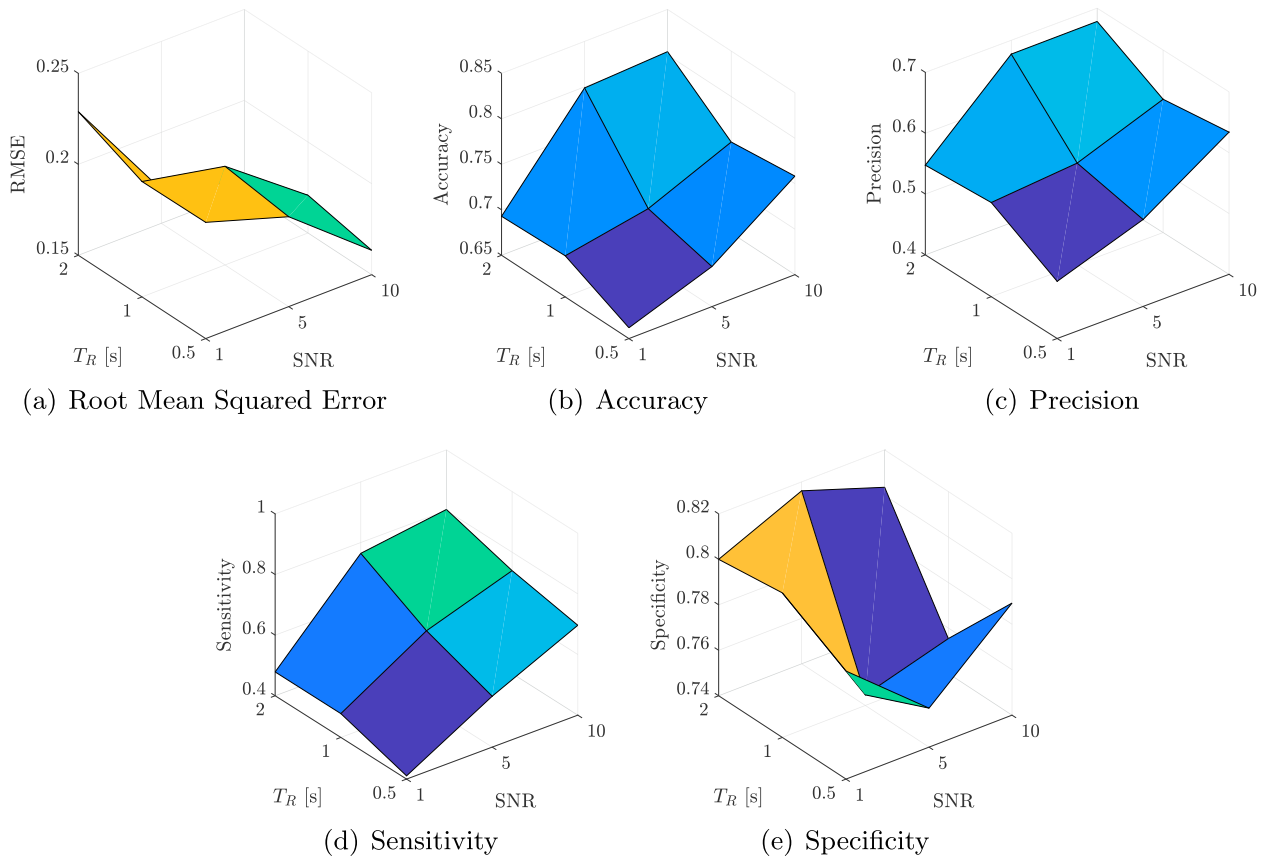 0.25
0.2
0.15
RMSE
2
1
0.5
T_R [s]
1
5
10
SNR
(a) Root Mean Squared Error
0.85
0.8
0.75
0.7
0.65
Accuracy
2
1
0.5
T_R [s]
1
5
10
SNR
(b) Accuracy
0.7
0.6
0.5
0.4
Precision
2
1
0.5
T_R [s]
1
5
10
SNR
(c) Precision
1
0.8
0.6
0.4
Sensitivity
2
1
0.5
T_R [s]
1
5
10
SNR
(d) Sensitivity
0.82
0.8
0.78
0.76
0.74
Specificity
2
1
0.5
T_R [s]
1
5
10
SNR
(e) Specificity